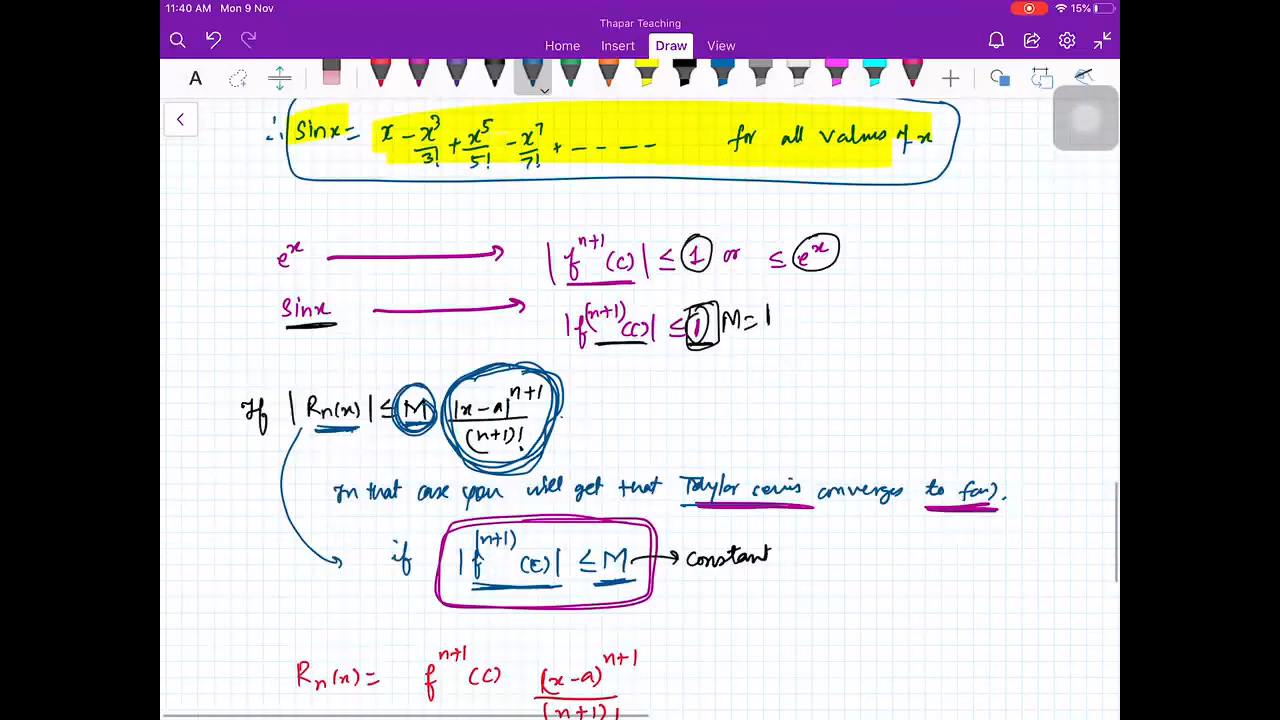 11:40 AM Mon 9 Nov
15%
Thapar Teaching
Home Insert Draw View
A
∴ Sinx = x - x³/3! + x⁵/5! - x⁷/7! + ---- for all values of x
eˣ → |fⁿ⁺¹(c)| ≤ 1 or ≤ eˣ
Sinx → |f⁽ⁿ⁺¹⁾(c)| ≤ 1 M=1
If |Rn(x)| ≤ M |x-a|ⁿ⁺¹/(n+1)!
In that case you will get that Taylor series converges to f(x).
if |f⁽ⁿ⁺¹⁾(c)| ≤ M → constant
Rn(x) = fⁿ⁺¹(c) (x-a)ⁿ⁺¹/(n+1)!